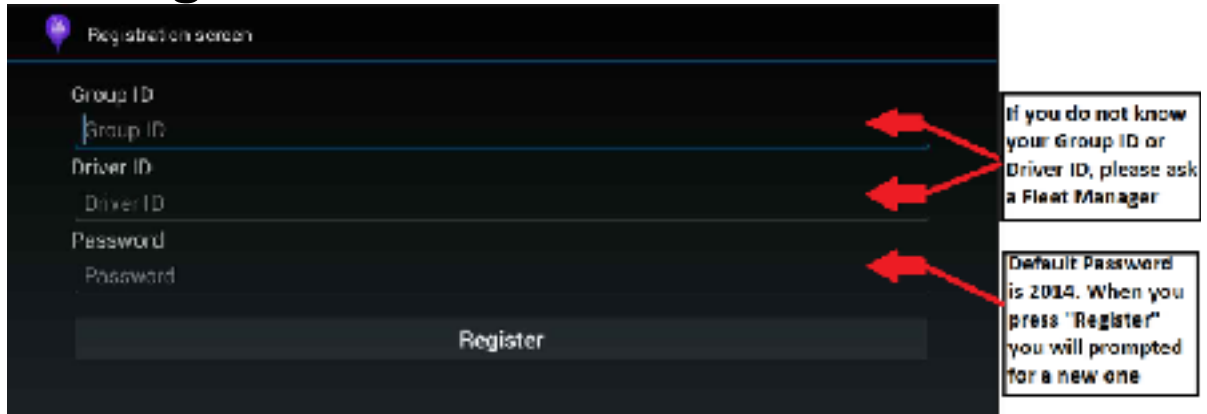 Registration screen
Group ID
Group ID
Driver ID
Driver ID
Password
Password
Register
If you do not know
your Group ID or
Driver ID, please ask
a Fleet Manager
Default Password
is 2014. When you
press "Register"
you will prompted
for a new one